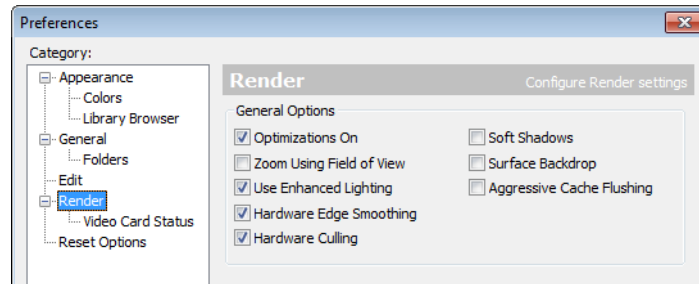 Preferences
Category:
Appearance
Colors
Library Browser
General
Folders
Edit
Render
Video Card Status
Reset Options
Render Configure Render settings
General Options
Optimizations On Soft Shadows
Zoom Using Field of View Surface Backdrop
Use Enhanced Lighting Aggressive Cache Flushing
Hardware Edge Smoothing
Hardware Culling